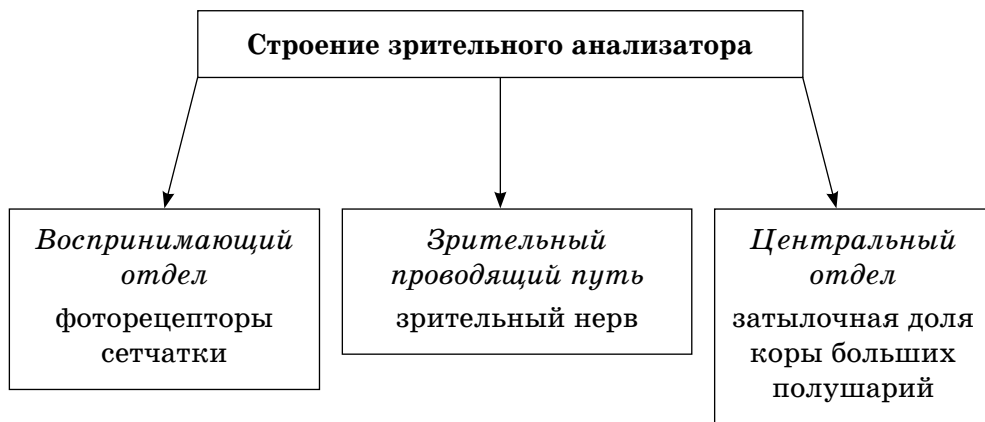 Строение зрительного анализатора
Воспринимающий
отдел
фоторецепторы
сетчатки
Зрительный
проводящий путь
зрительный нерв
Центральный
отдел
затылочная доля
коры больших
полушарий